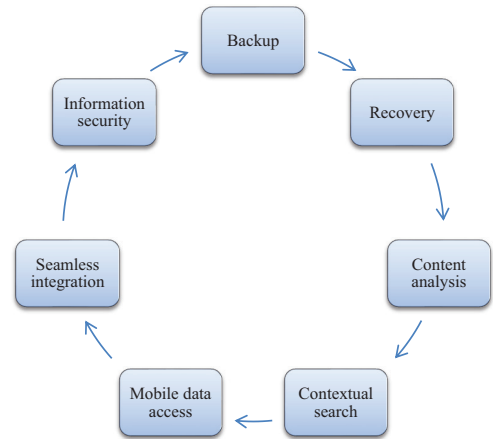 Backup
Recovery
Content
analysis
Contextual
search
Mobile data
access
Seamless
integration
Information
security